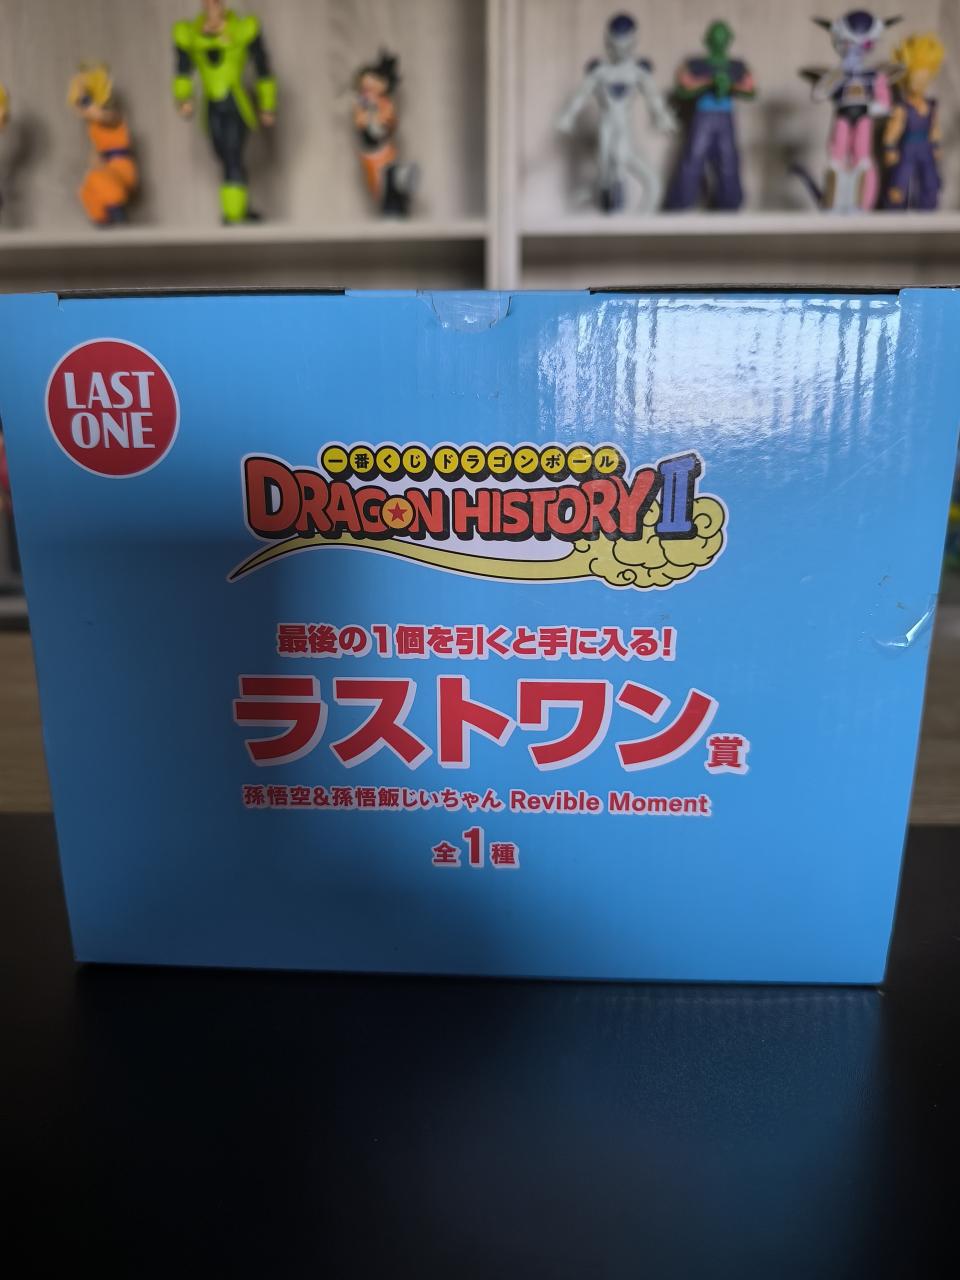 LAST
ONE
一番くじ ドラゴンボール
DRAGON HISTORY II
最後の1個を引くと手に入る!
ラストワン賞
孫悟空&孫悟飯じいちゃん Revible Moment
全1種